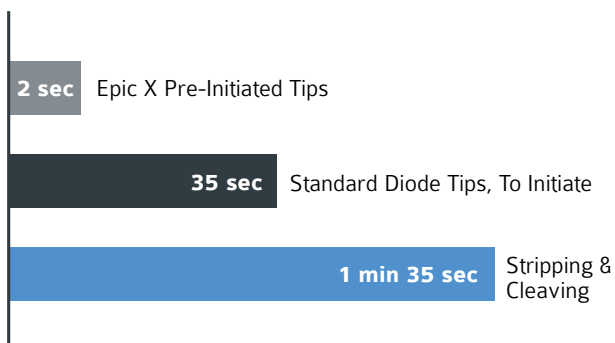 2 sec Epic X Pre-Initiated Tips
35 sec Standard Diode Tips, To Initiate
1 min 35 sec Stripping &
Cleaving